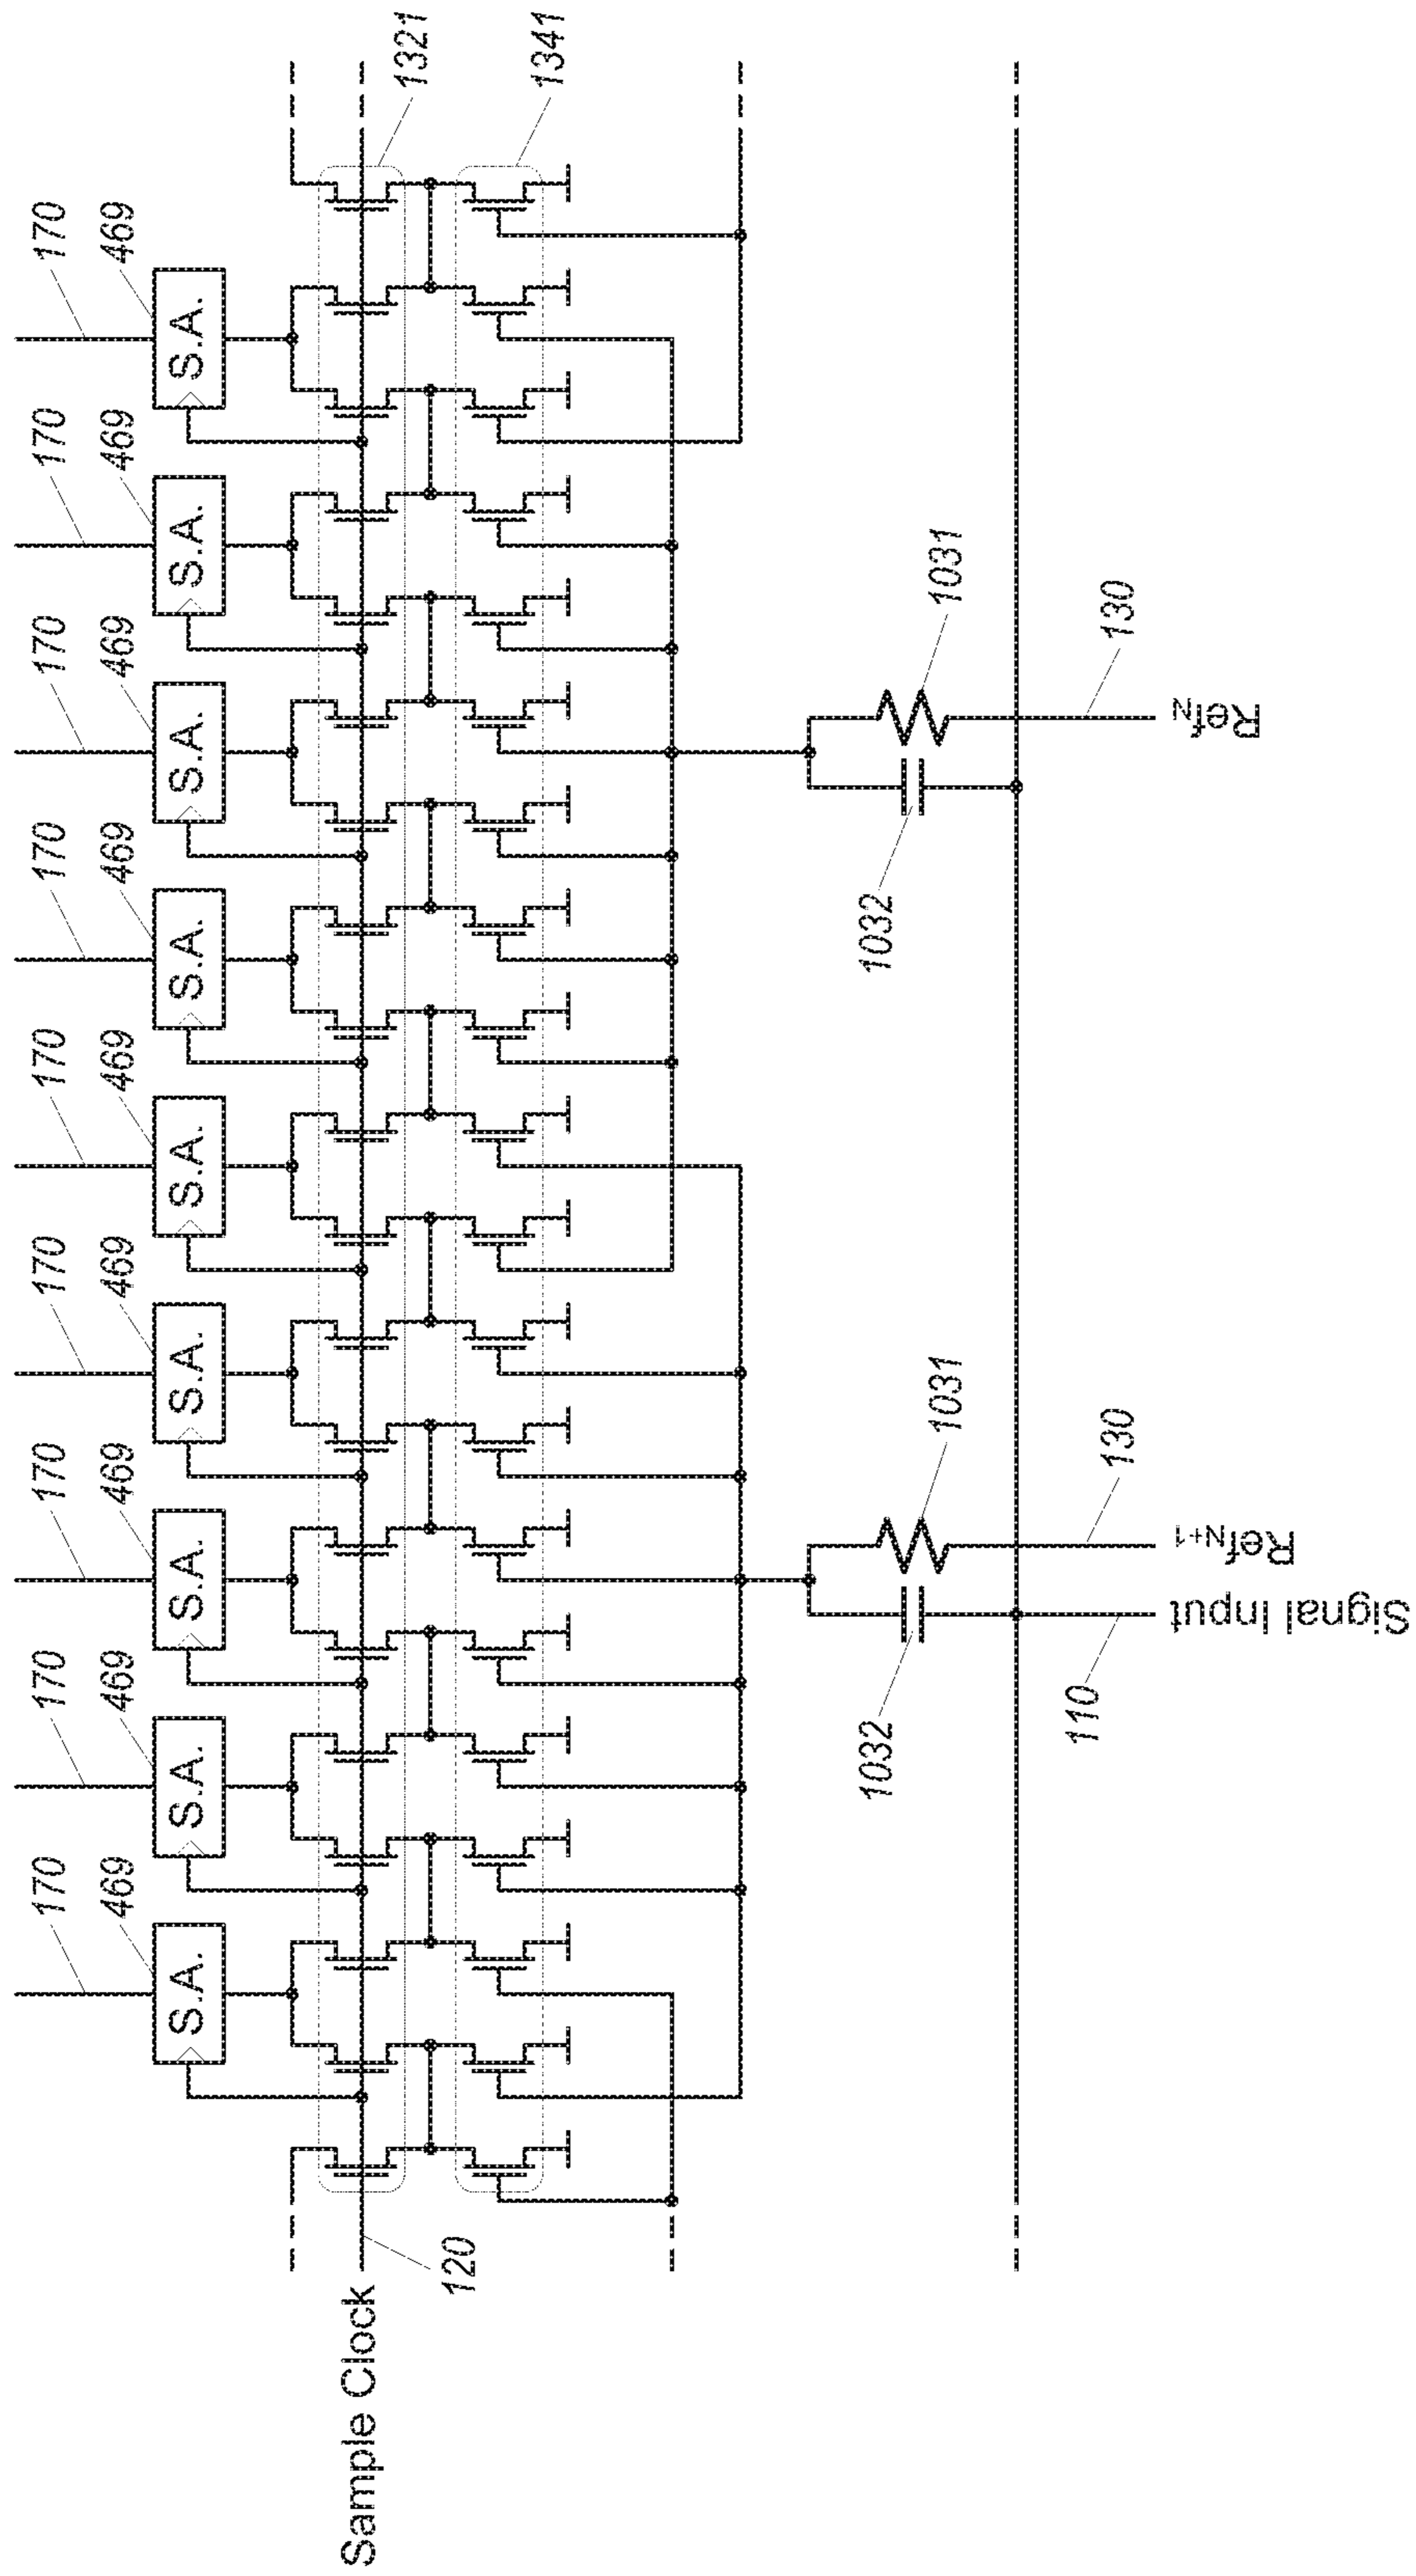 170 170 170 170 170 170 170 170 170
469 469 469 469 469 469 469 469 469
S.A. S.A. S.A. S.A. S.A. S.A. S.A. S.A. S.A.
Sample Clock
1321
120
1341
1032 1032
1031 1031
110 130 130
Signal Input
RefN+1
RefN